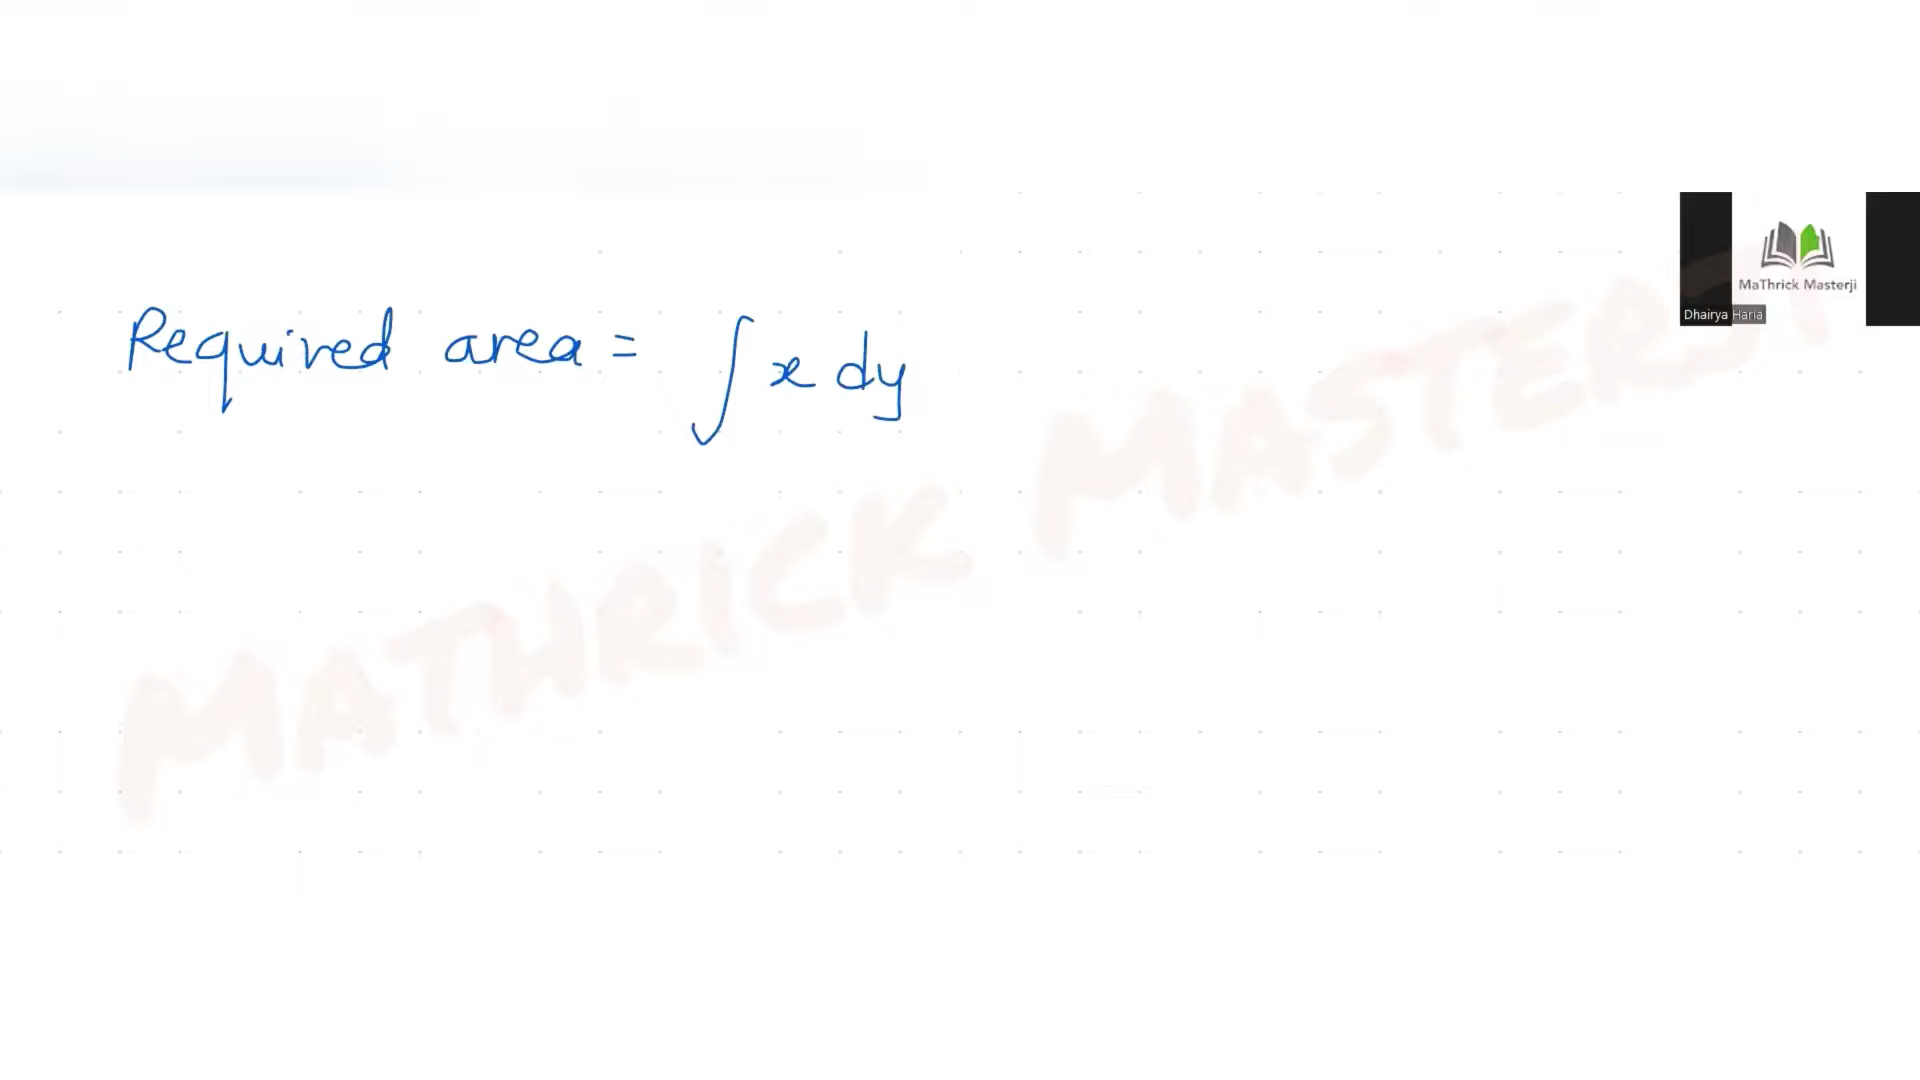 MaThrick Masterji
Dhairya Haria
Required area = ∫ x dy
MATHRICK MASTERJI